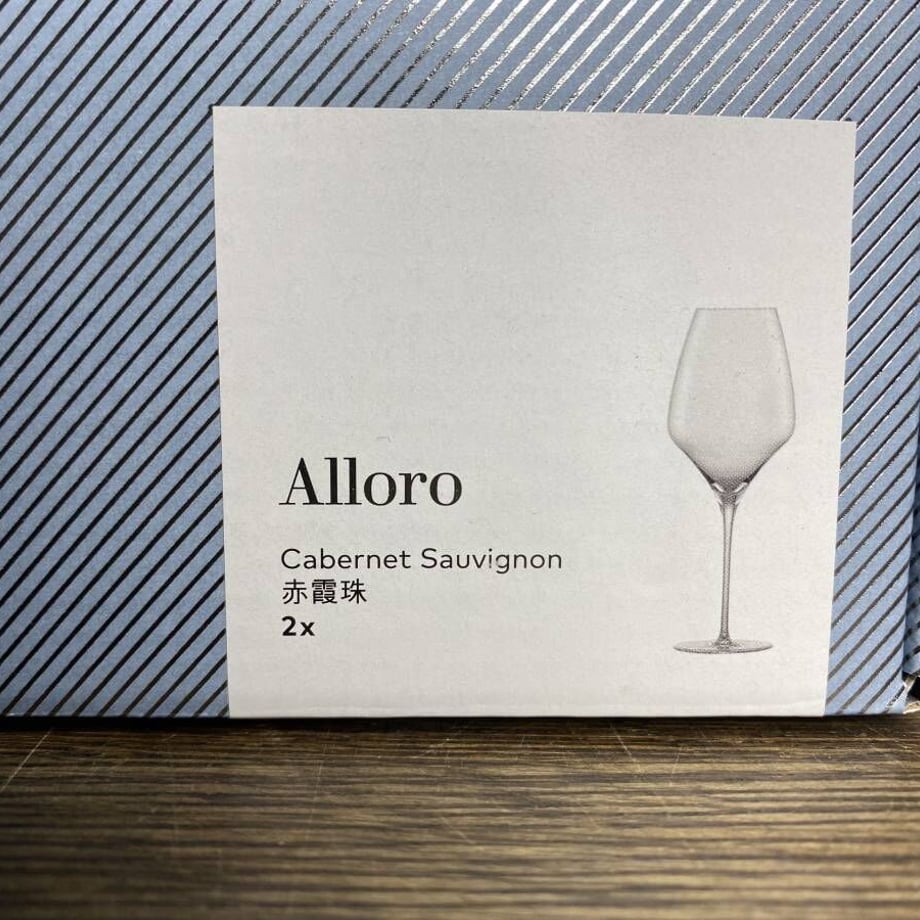 Alloro
Cabernet Sauvignon
赤霞珠
2x